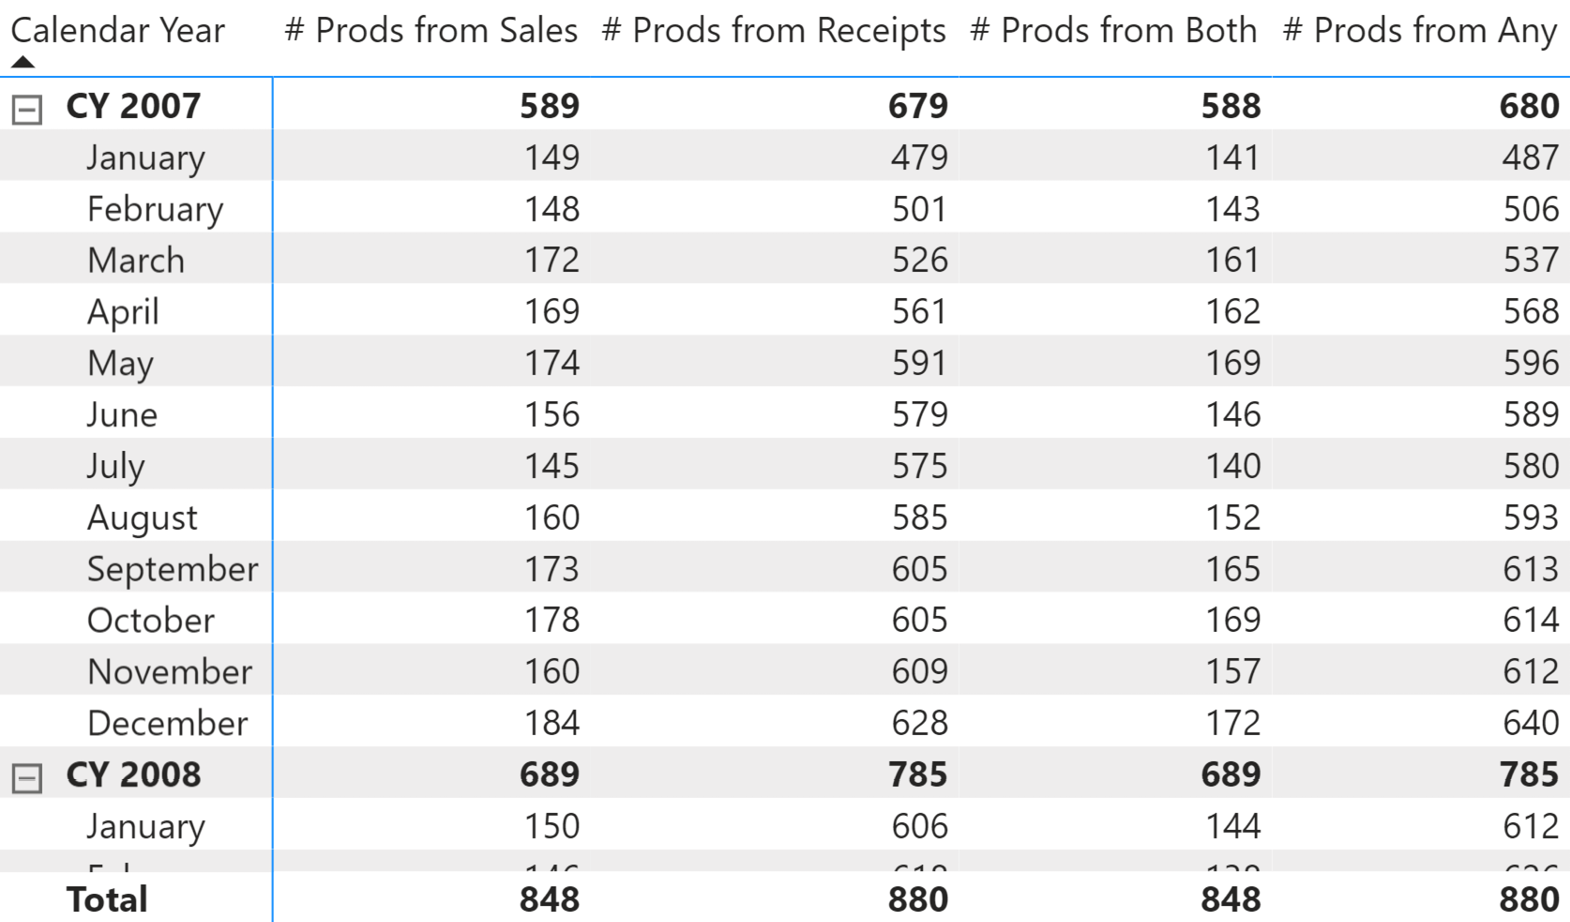 Calendar Year # Prods from Sales # Prods from Receipts # Prods from Both # Prods from Any
CY 2007 589 679 588 680
January 149 479 141 487
February 148 501 143 506
March 172 526 161 537
April 169 561 162 568
May 174 591 169 596
June 156 579 146 589
July 145 575 140 580
August 160 585 152 593
September 173 605 165 613
October 178 605 169 614
November 160 609 157 612
December 184 628 172 640
CY 2008 689 785 689 785
January 150 606 144 612
Total 848 880 848 880